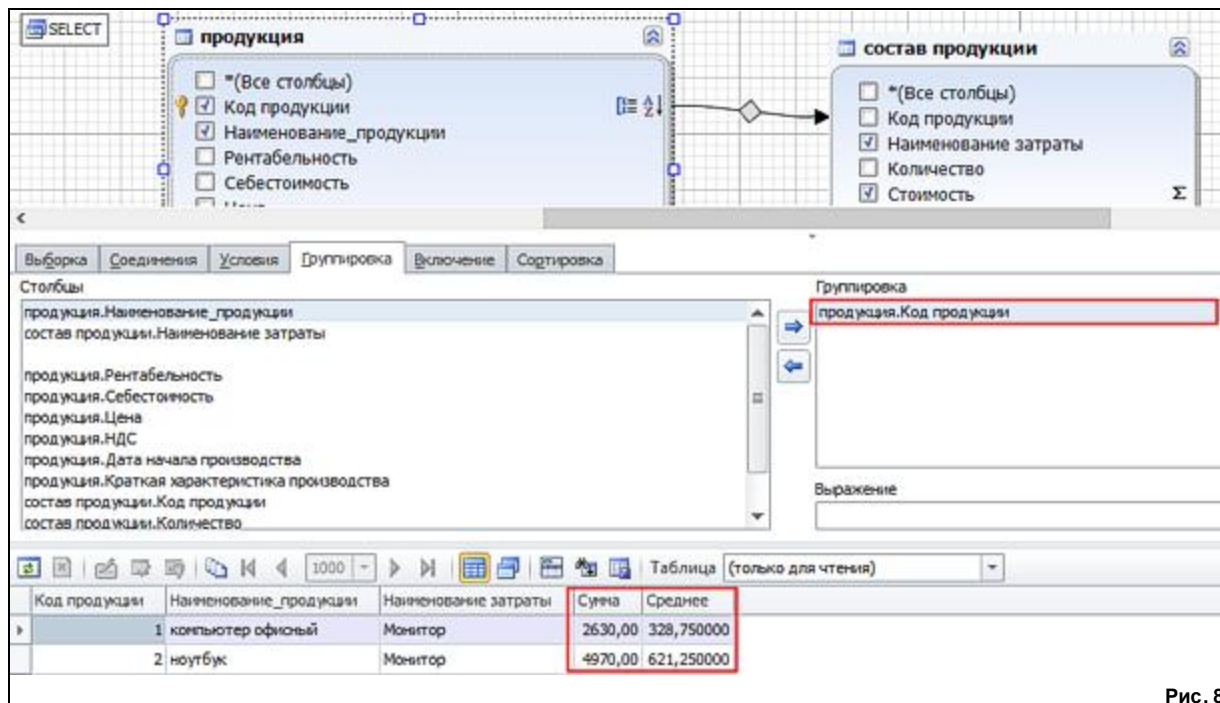 SELECT
продукция
*(Все столбцы)
Код продукции
Наименование_продукции
Рентабельность
Себестоимость
Цена
состав продукции
*(Все столбцы)
Код продукции
Наименование затраты
Количество
Стоимость Σ
Выборка Соединения Условия Группировка Включение Сортировка
Столбцы
продукция.Наименование_продукции
состав продукции.Наименование затраты
продукция.Рентабельность
продукция.Себестоимость
продукция.Цена
продукция.НДС
продукция.Дата начала производства
продукция.Краткая характеристика производства
состав продукции.Код продукции
состав продукции.Количество
Группировка
продукция.Код продукции
Выражение
1000 Таблица (только для чтения)
Код продукции Наименование_продукции Наименование затраты Сумма Среднее
1 компьютер офисный Монитор 2630,00 328,750000
2 ноутбук Монитор 4970,00 621,250000
Рис. 8